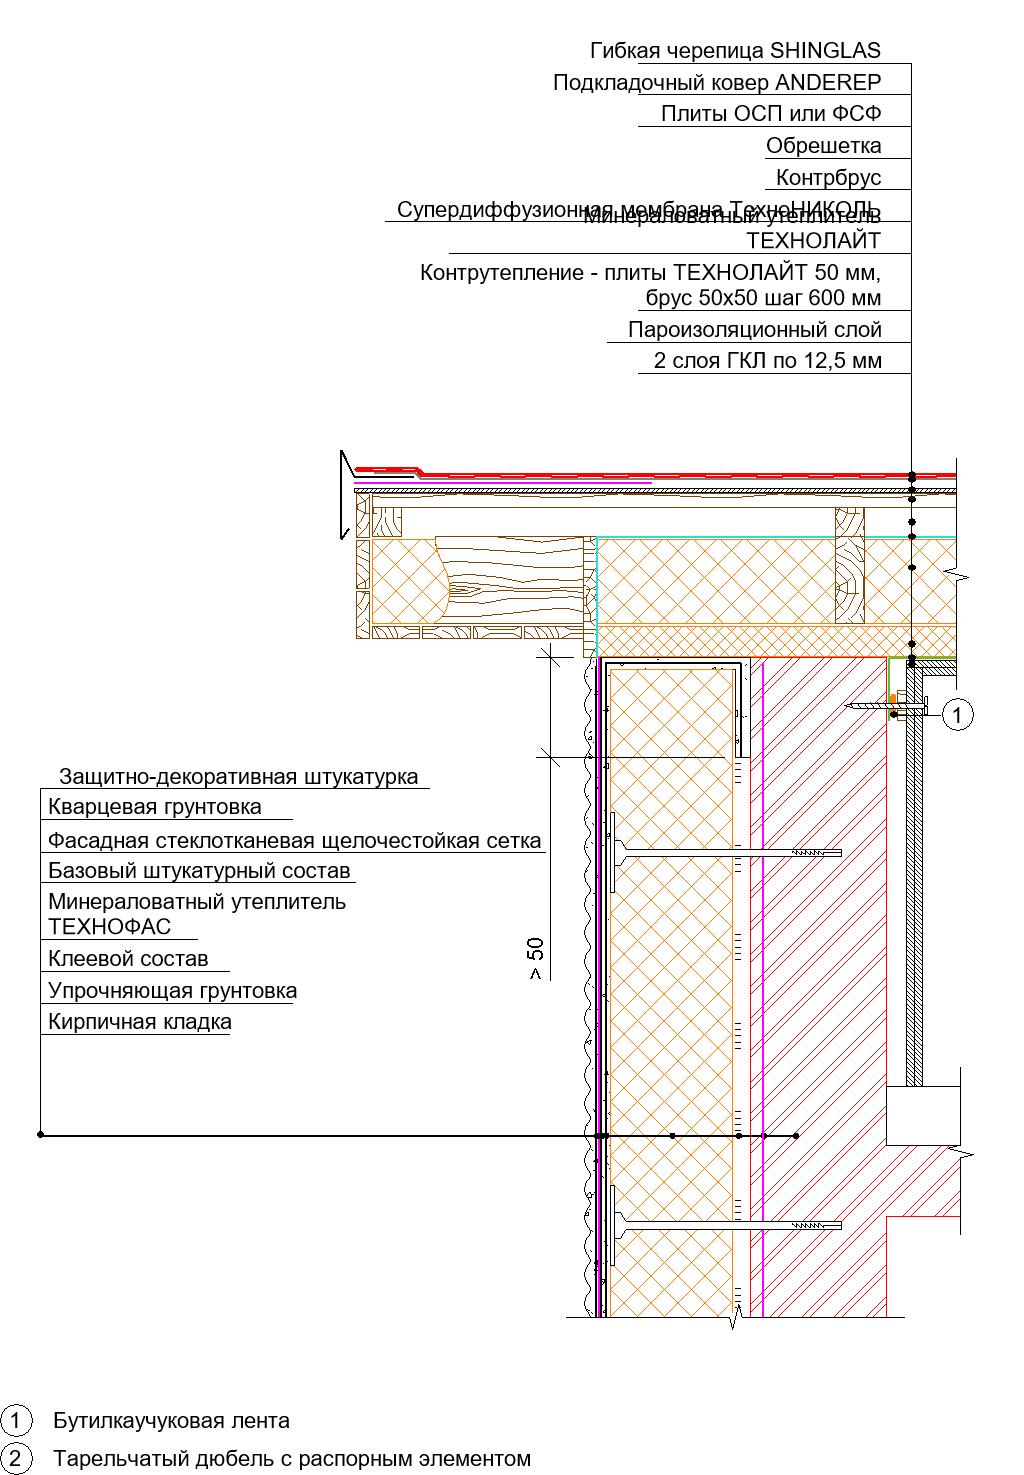 Гибкая черепица SHINGLAS
Подкладочный ковер ANDEREP
Плиты ОСП или ФСФ
Обрешетка
Контрбрус
Супердиффузионная мембрана ТехноНИКОЛЬ
Минераловатный утеплитель
ТЕХНОЛАЙТ
Контрутепление - плиты ТЕХНОЛАЙТ 50 мм,
брус 50x50 шаг 600 мм
Пароизоляционный слой
2 слоя ГКЛ по 12,5 мм
1
Защитно-декоративная штукатурка
Кварцевая грунтовка
Фасадная стеклотканевая щелочестойкая сетка
Базовый штукатурный состав
Минераловатный утеплитель
ТЕХНОФАС
Клеевой состав
Упрочняющая грунтовка
Кирпичная кладка
> 50
1 Бутилкаучуковая лента
2 Тарельчатый дюбель с распорным элементом